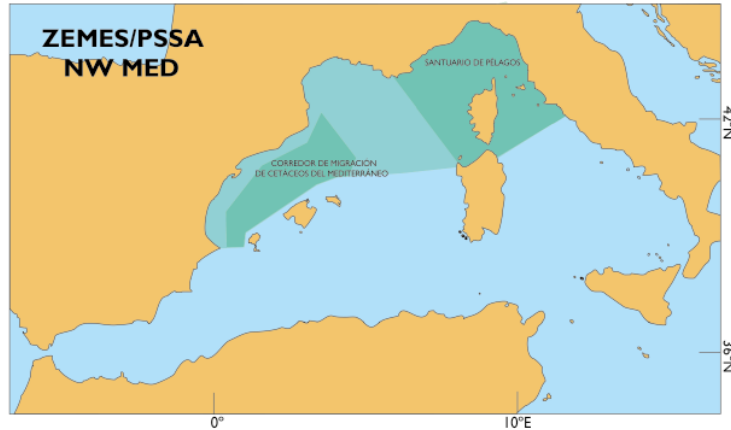 ZEMES/PSSA
NW MED
SANTUARIO DE PÉLAGOS
CORREDOR DE MIGRACIÓN
DE CETÁCEOS DEL MEDITERRÁNEO
42°N
36°N
0°
10°E